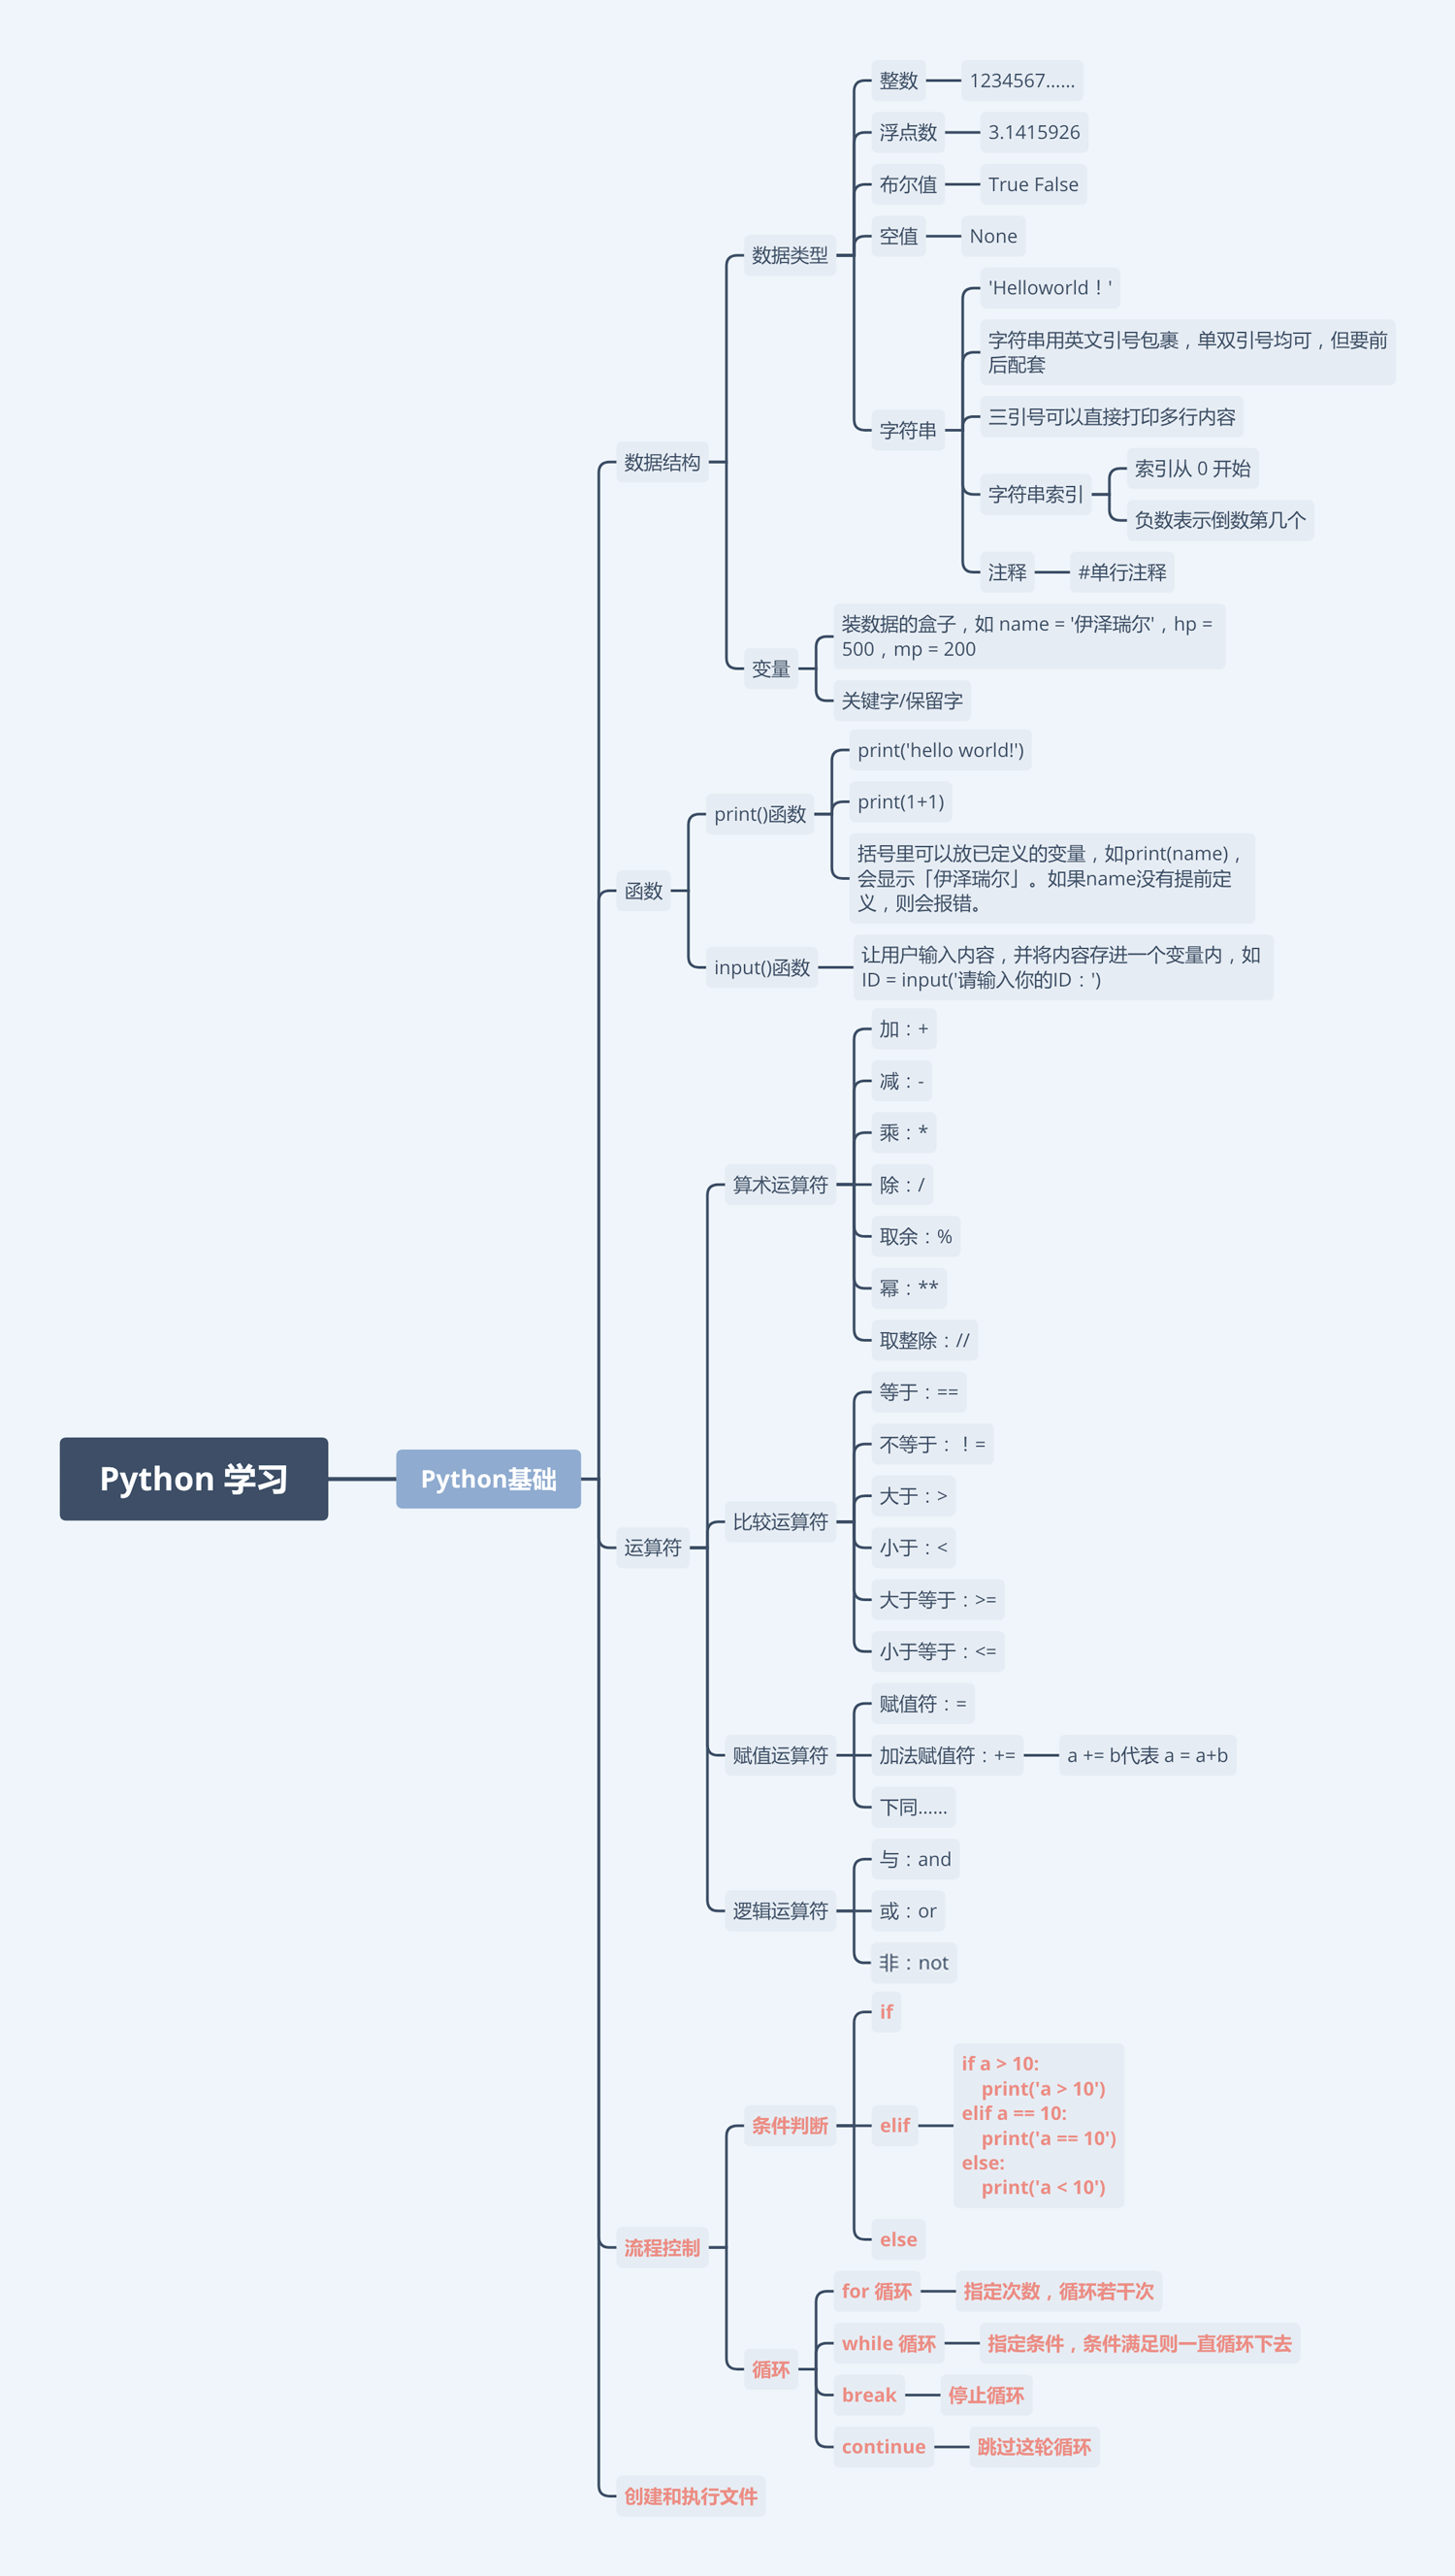 Python 学习
Python基础
数据结构
数据类型
整数
1234567……
浮点数
3.1415926
布尔值
True False
空值
None
字符串
'Helloworld！'
字符串用英文引号包裹，单双引号均可，但要前
后配套
三引号可以直接打印多行内容
字符串索引
索引从 0 开始
负数表示倒数第几个
注释
#单行注释
变量
装数据的盒子，如 name = '伊泽瑞尔'，hp =
500，mp = 200
关键字/保留字
函数
print()函数
print('hello world!')
print(1+1)
括号里可以放已定义的变量，如print(name)，
会显示「伊泽瑞尔」。如果name没有提前定
义，则会报错。
input()函数
让用户输入内容，并将内容存进一个变量内，如
ID = input('请输入你的ID：')
运算符
算术运算符
加：+
减：-
乘：*
除：/
取余：%
幂：**
取整除：//
比较运算符
等于：==
不等于：！=
大于：>
小于：<
大于等于：>=
小于等于：<=
赋值运算符
赋值符：=
加法赋值符：+=
a += b代表 a = a+b
下同……
逻辑运算符
与：and
或：or
非：not
流程控制
条件判断
if
elif
if a > 10:
    print('a > 10')
elif a == 10:
    print('a == 10')
else:
    print('a < 10')
else
循环
for 循环
指定次数，循环若干次
while 循环
指定条件，条件满足则一直循环下去
break
停止循环
continue
跳过这轮循环
创建和执行文件